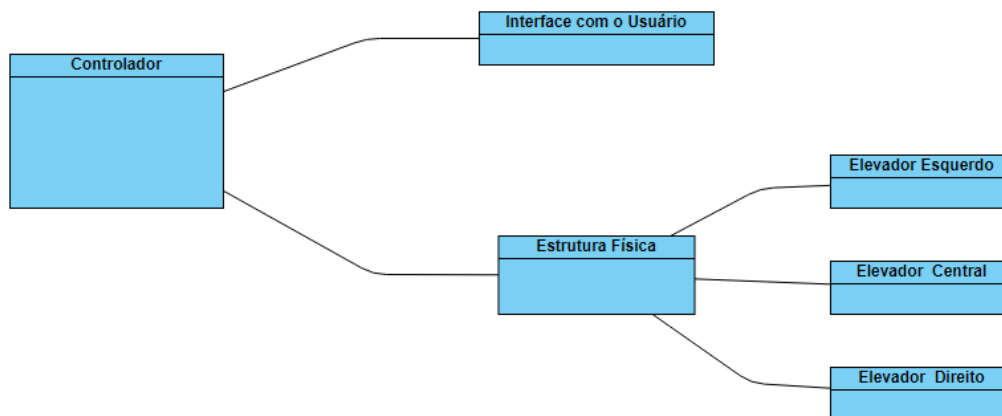 Interface com o Usuário
Controlador
Elevador Esquerdo
Estrutura Física
Elevador Central
Elevador Direito